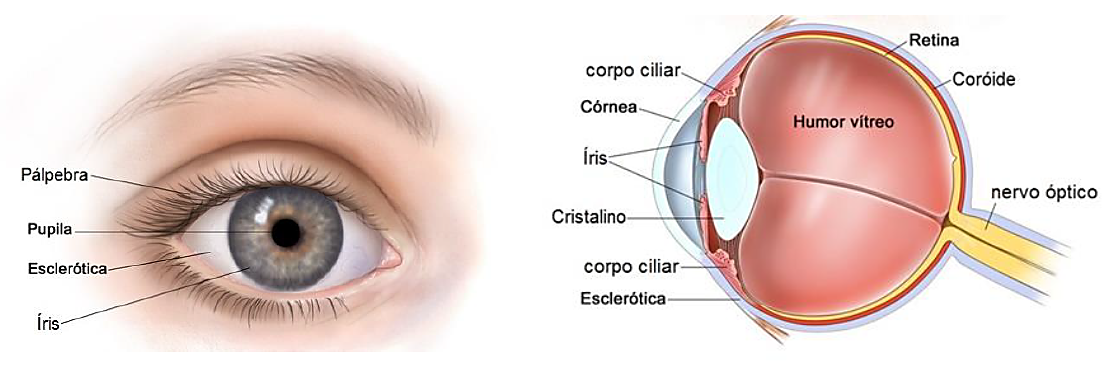 Pálpebra
Pupila
Esclerótica
Íris
Retina
corpo ciliar
Coróide
Córnea
Humor vítreo
Íris
nervo óptico
Cristalino
corpo ciliar
Esclerótica